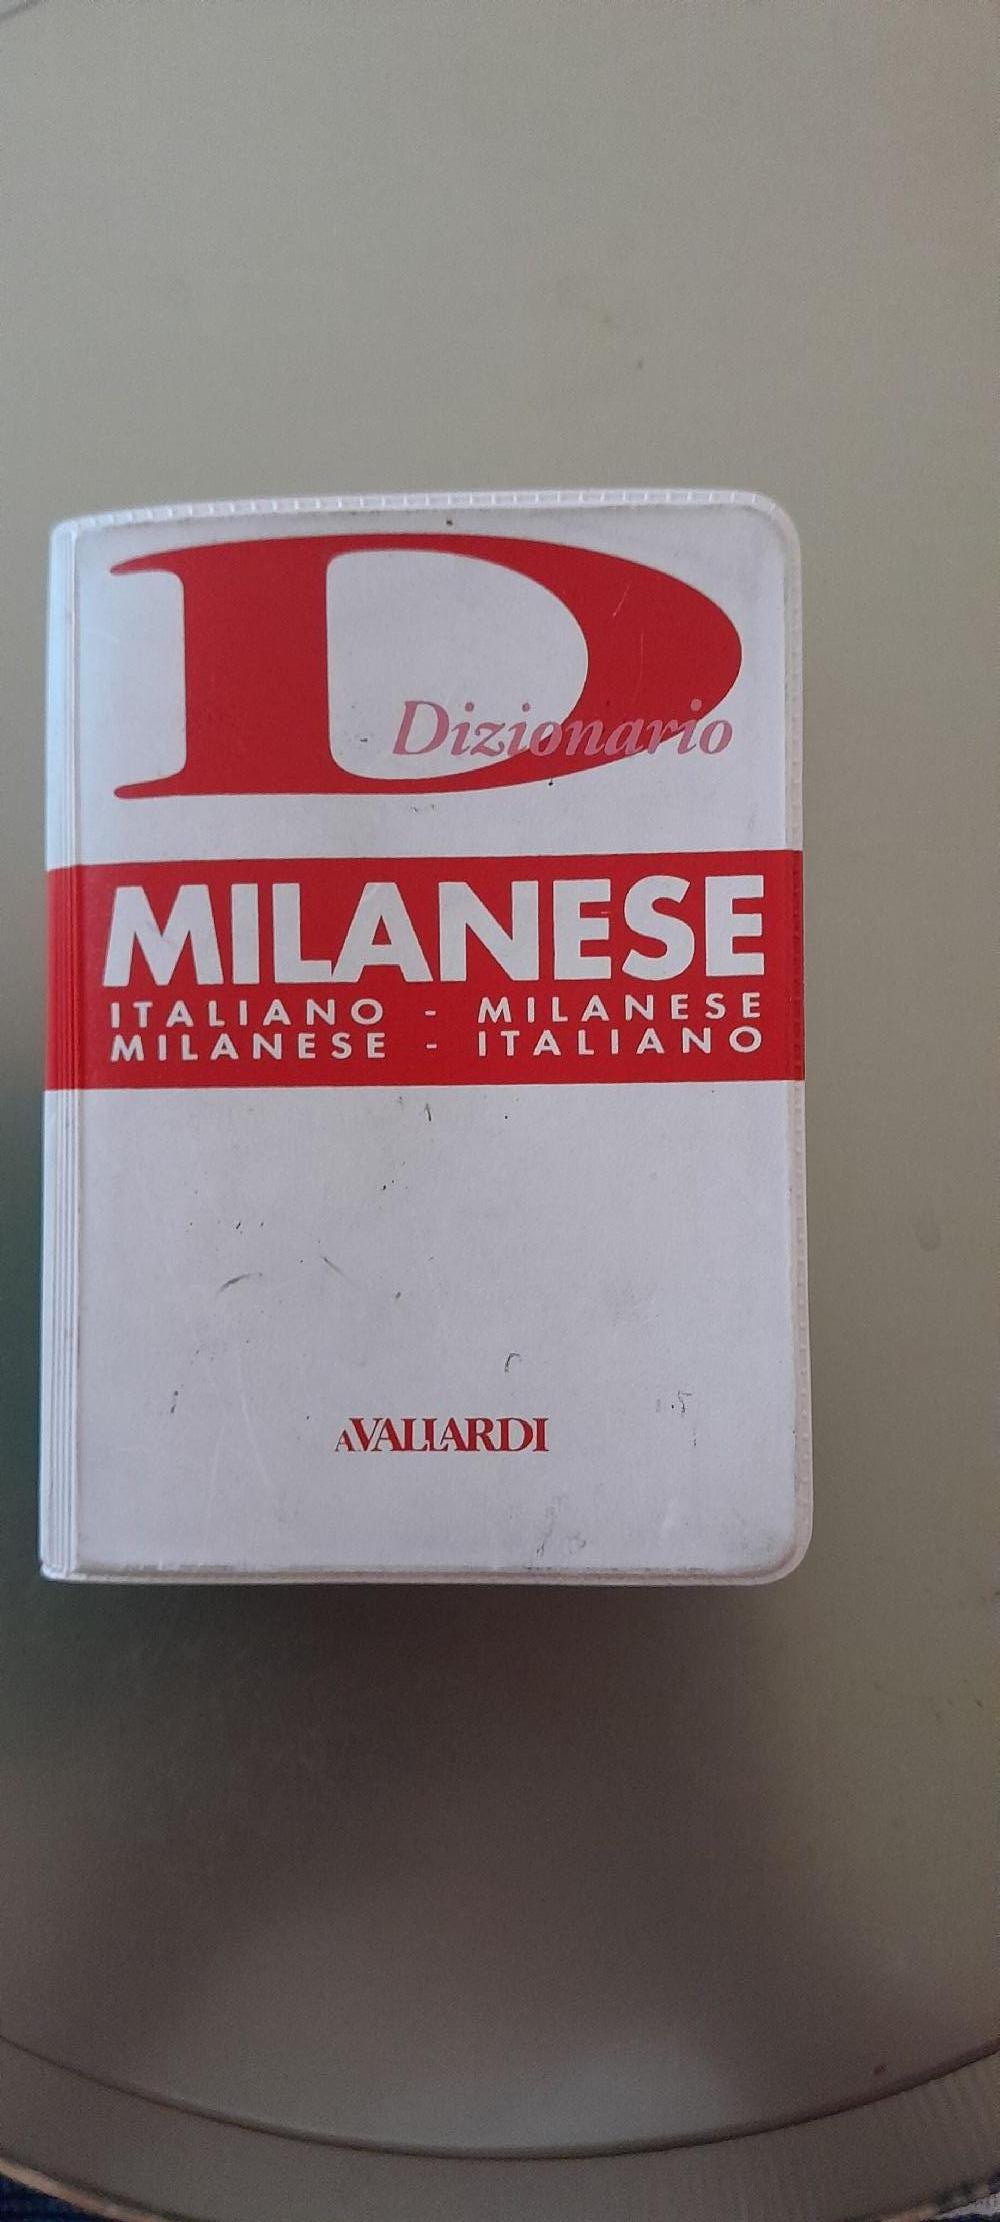 D
Dizionario
MILANESE
ITALIANO - MILANESE
MILANESE - ITALIANO
AVALLARDI